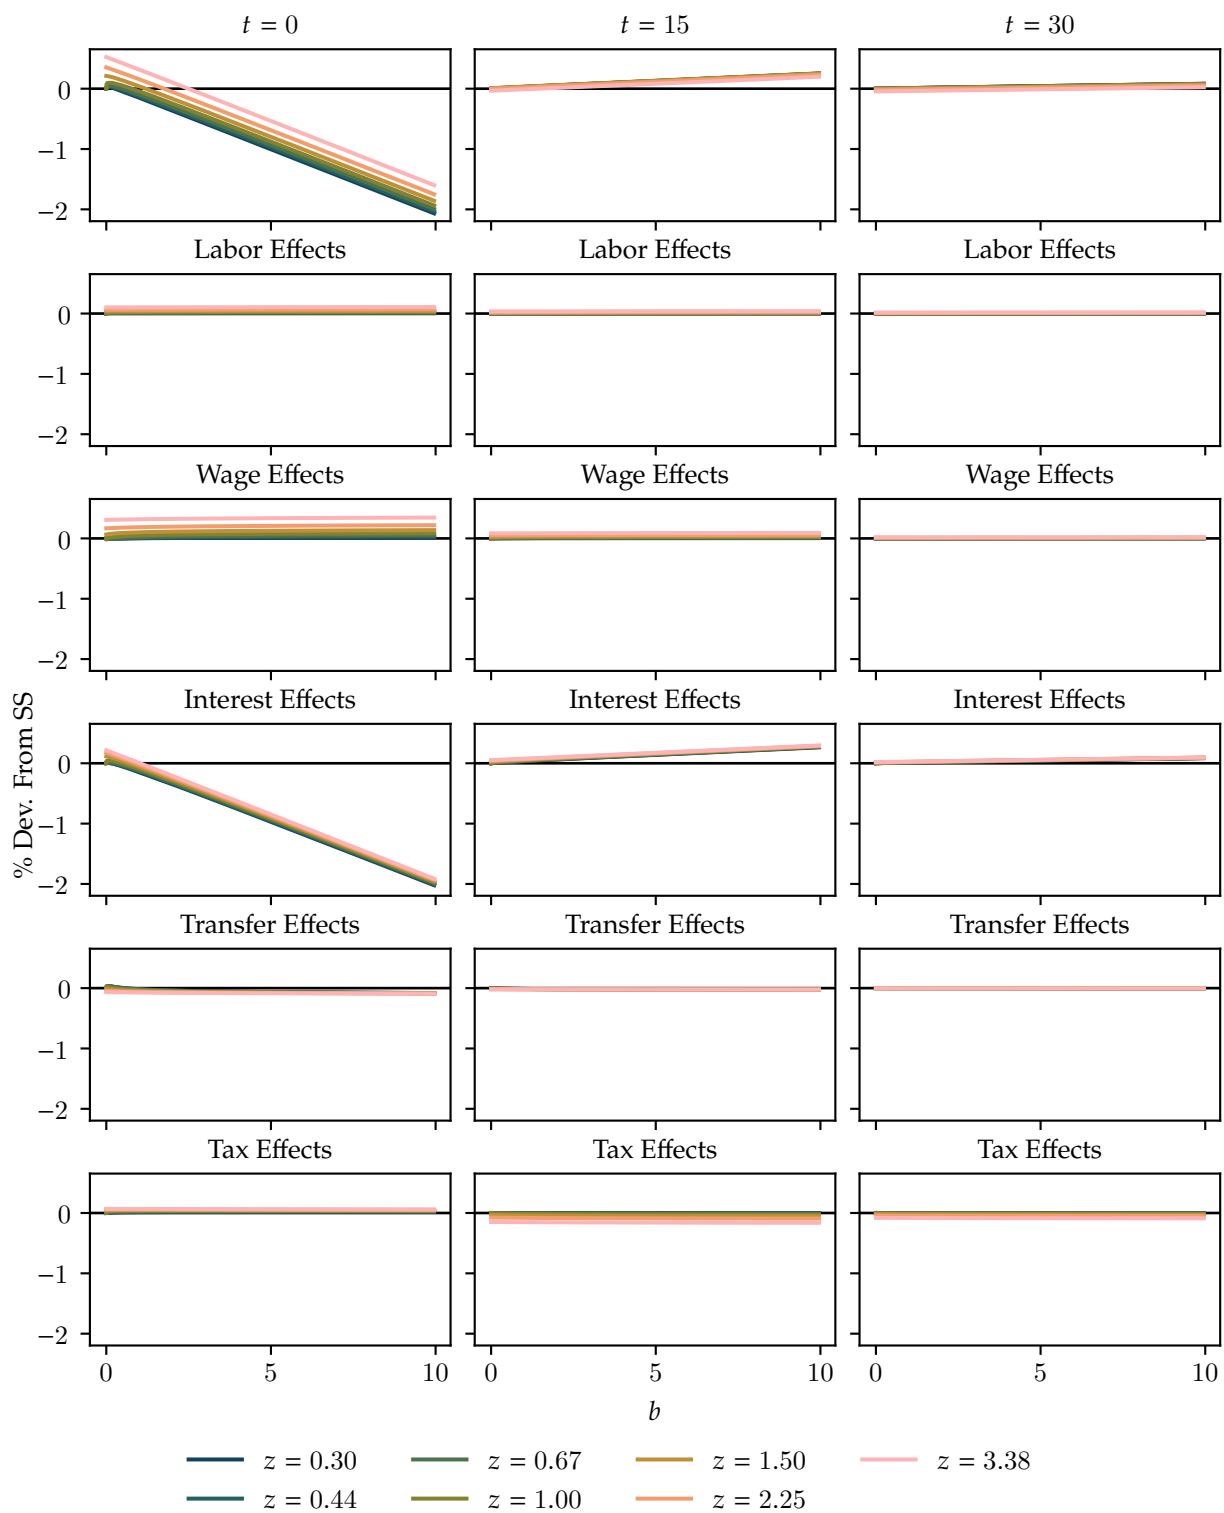 t = 0 t = 15 t = 30
0
−1
−2
Labor Effects Labor Effects Labor Effects
0
−1
−2
Wage Effects Wage Effects Wage Effects
0
−1
−2
Interest Effects Interest Effects Interest Effects
% Dev. From SS
0
−1
−2
Transfer Effects Transfer Effects Transfer Effects
0
−1
−2
Tax Effects Tax Effects Tax Effects
0
−1
−2
0 5 10 0 5 10 0 5 10
b
z = 0.30 z = 0.67 z = 1.50 z = 3.38
z = 0.44 z = 1.00 z = 2.25